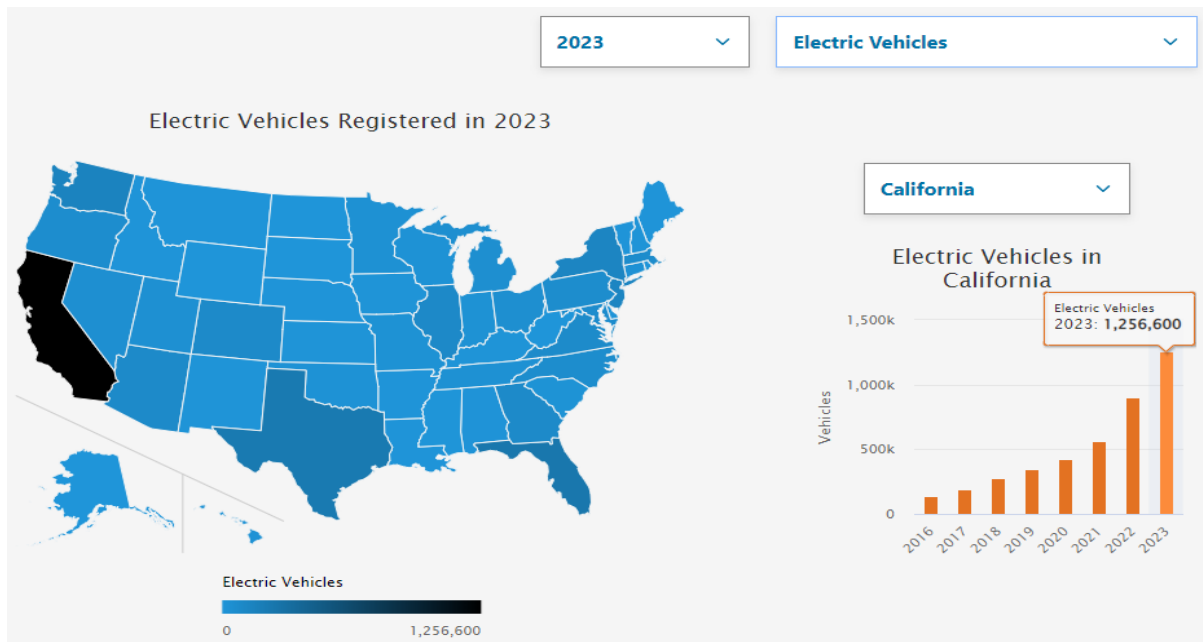 2023
Electric Vehicles
Electric Vehicles Registered in 2023
California
Electric Vehicles in
California
Electric Vehicles
2023: 1,256,600
1,500k
1,000k
500k
0
Vehicles
2016
2017
2018
2019
2020
2021
2022
2023
Electric Vehicles
0
1,256,600